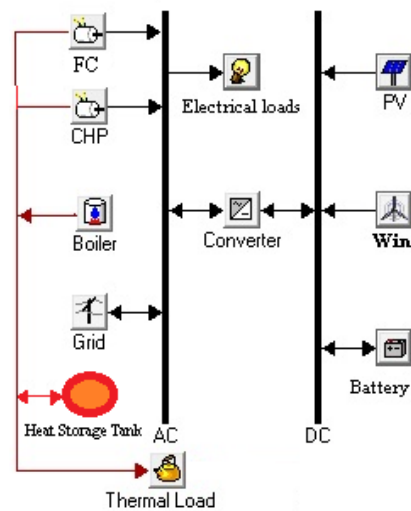 FC
Electrical loads
PV
CHP
Boiler
Converter
Win
Grid
Battery
Heat Storage Tank
AC
DC
Thermal Load